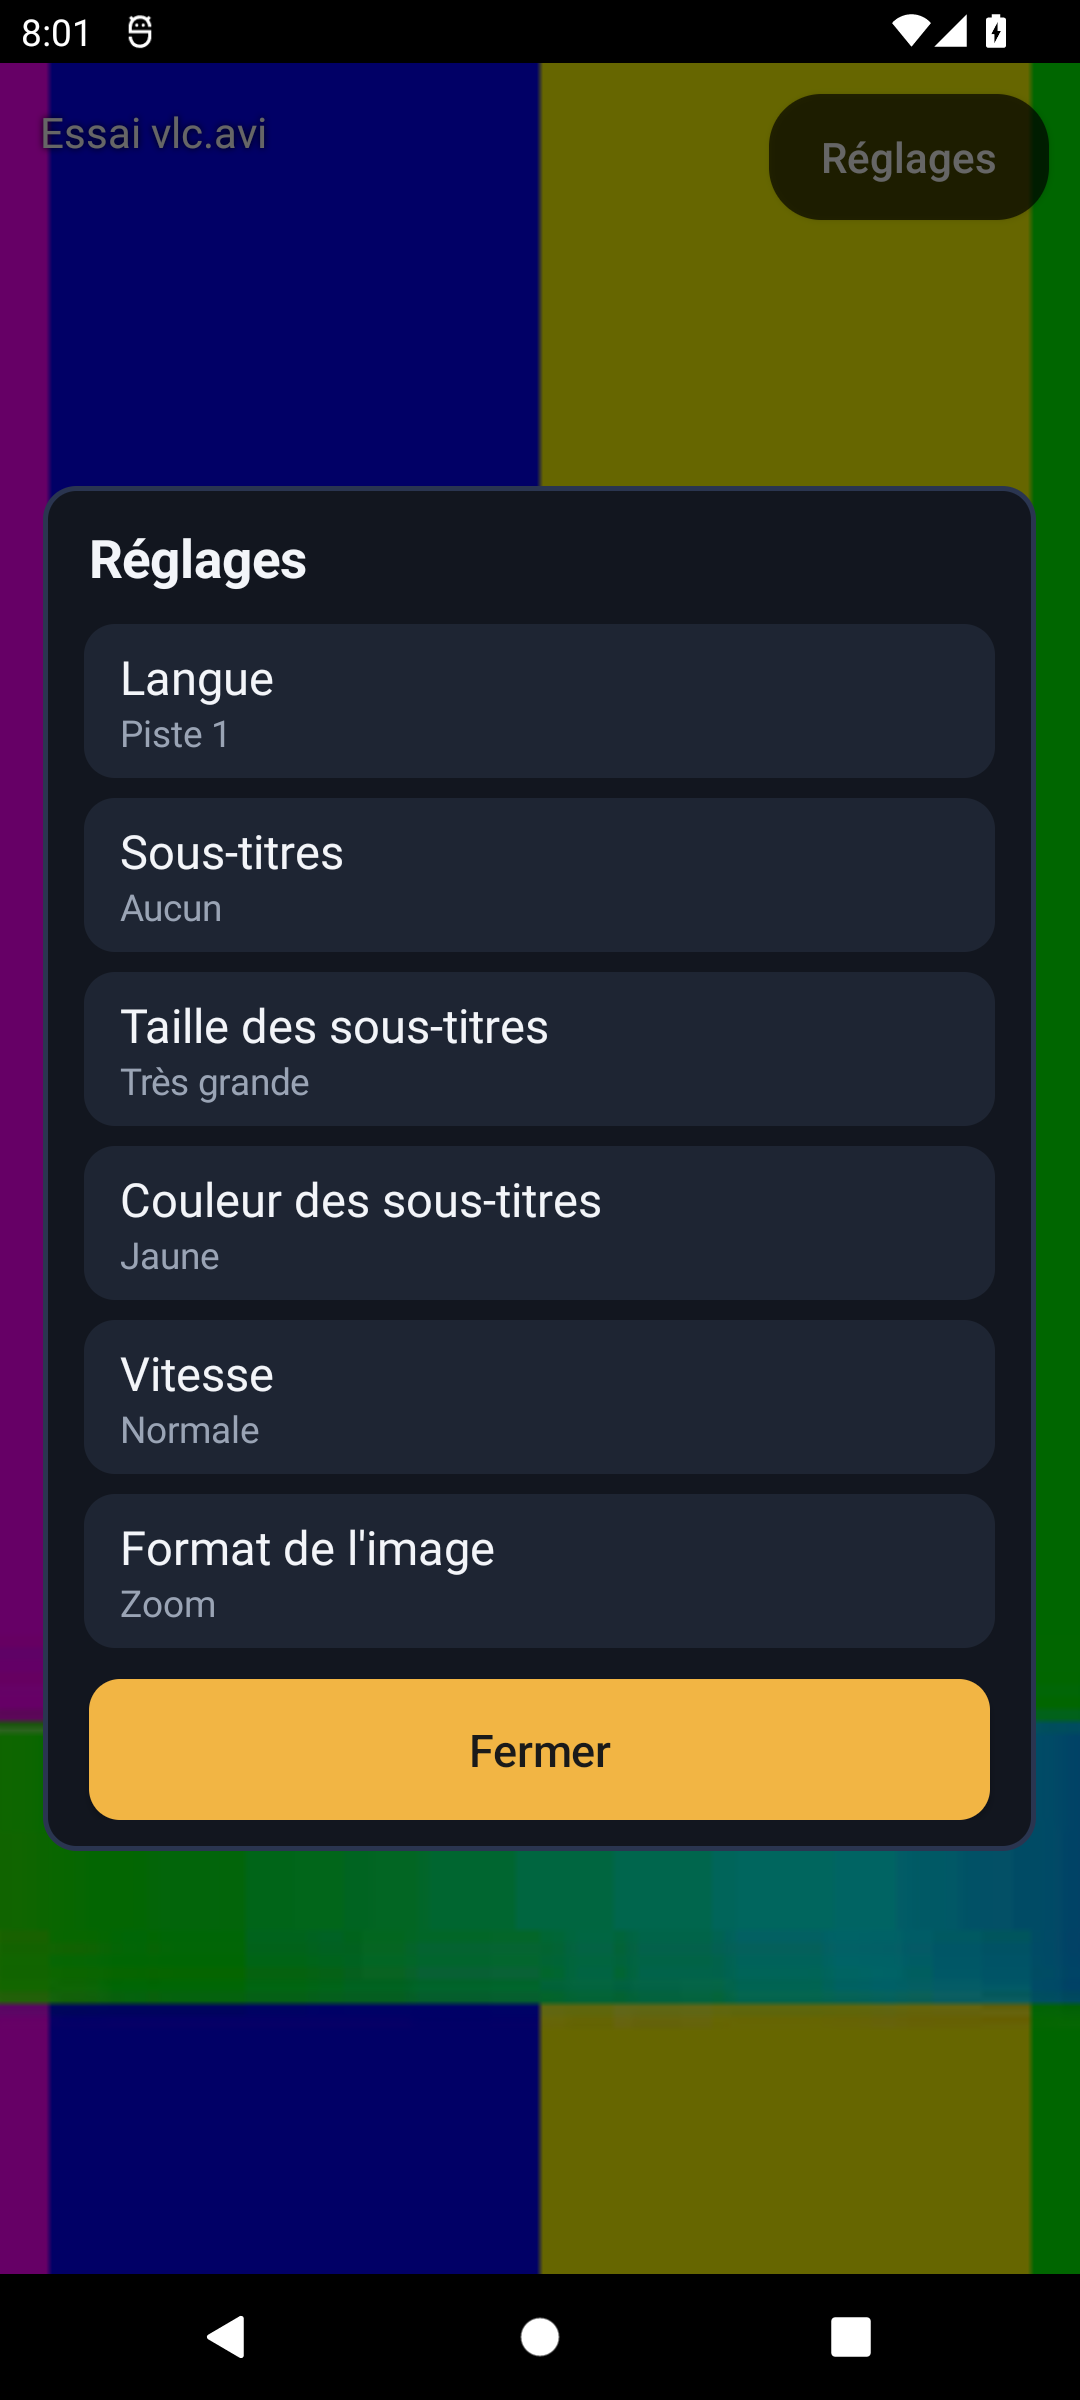 8:01
Essai vlc.avi
Réglages
Réglages
Langue
Piste 1
Sous-titres
Aucun
Taille des sous-titres
Très grande
Couleur des sous-titres
Jaune
Vitesse
Normale
Format de l'image
Zoom
Fermer